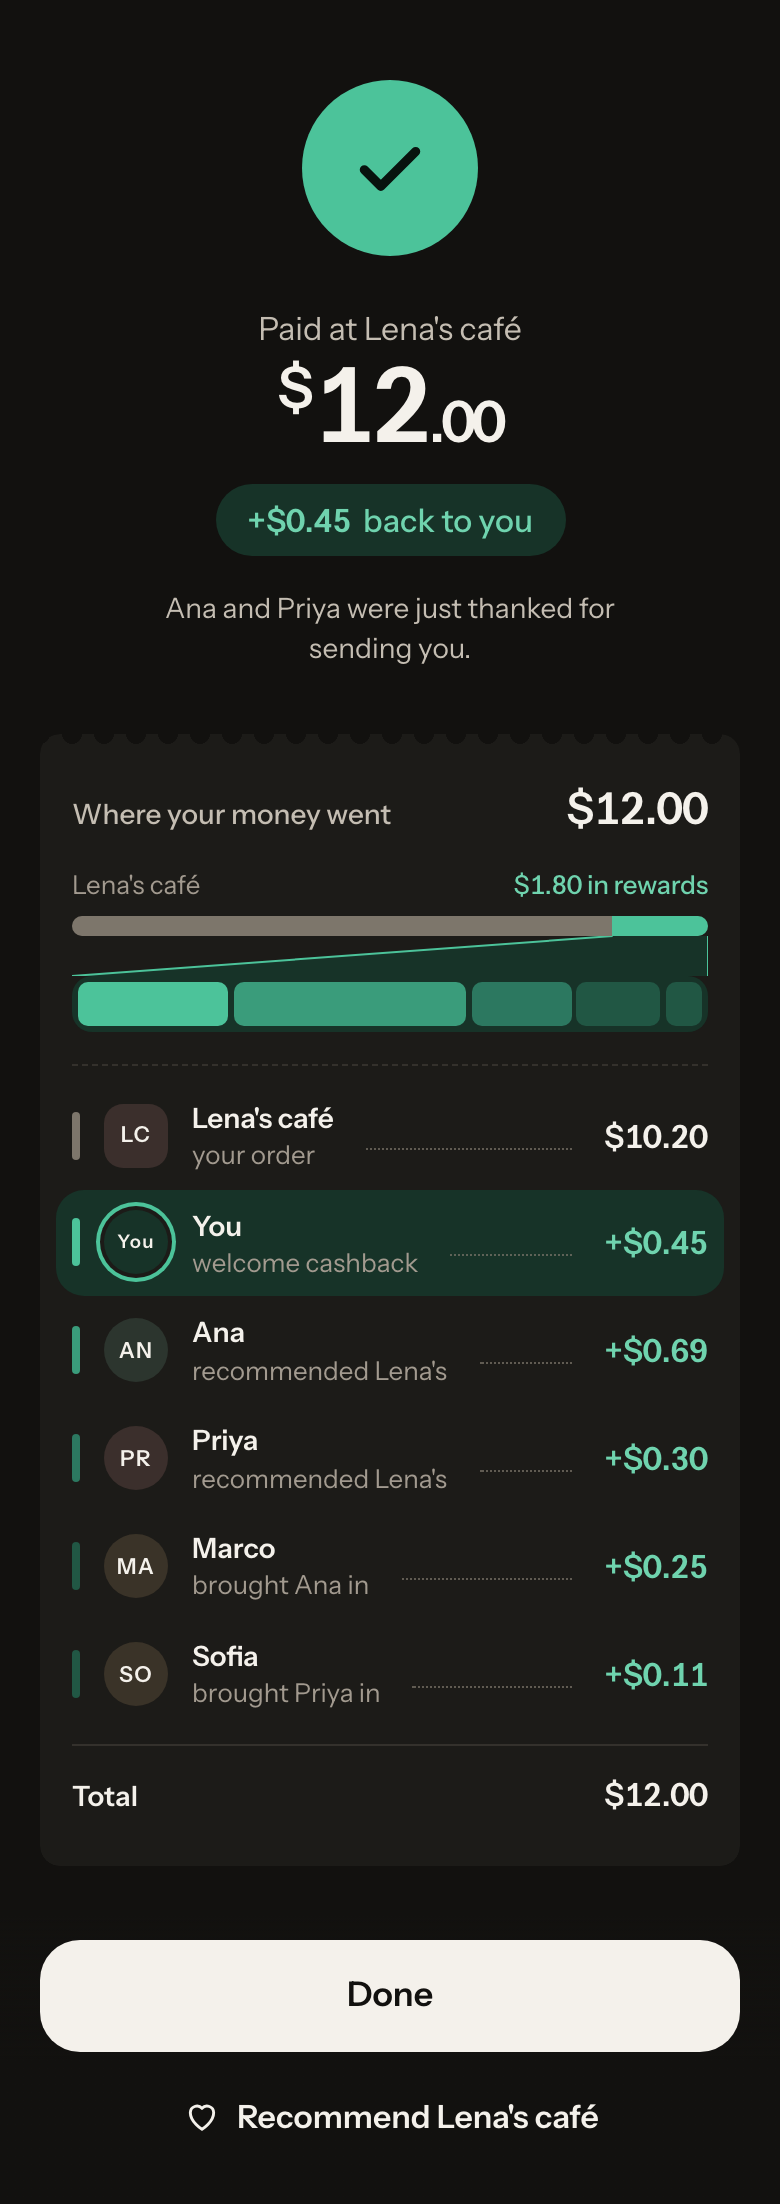 Paid at Lena's café
$12.00
+$0.45 back to you
Ana and Priya were just thanked for
sending you.
Where your money went $12.00
Lena's café $1.80 in rewards
LC Lena's café $10.20
your order
You You +$0.45
welcome cashback
AN Ana +$0.69
recommended Lena's
PR Priya +$0.30
recommended Lena's
MA Marco +$0.25
brought Ana in
SO Sofia +$0.11
brought Priya in
Total $12.00
Done
Recommend Lena's café